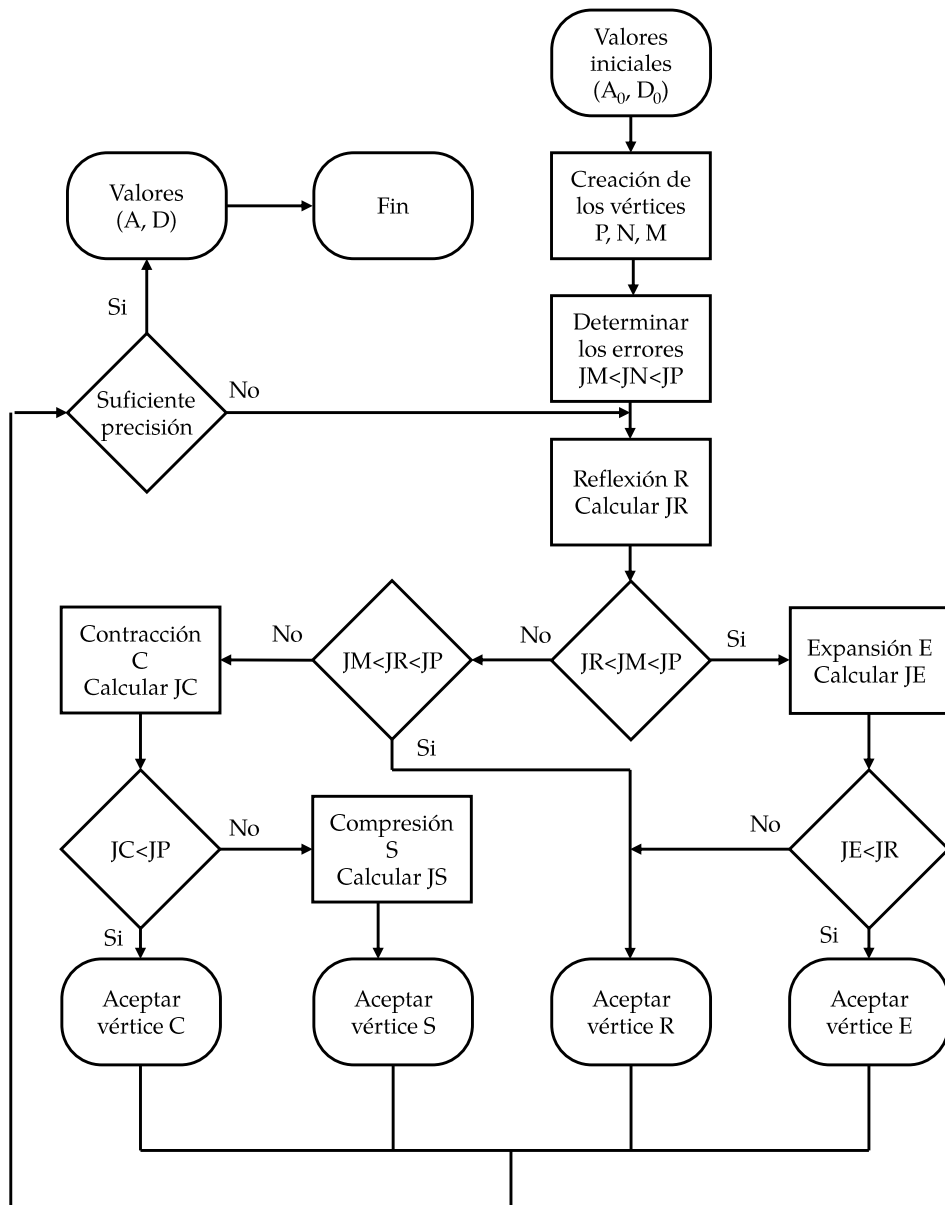 Valores
iniciales
(A₀, D₀)
Creación de
los vértices
P, N, M
Valores
(A, D)
Fin
Si
Determinar
los errores
JM<JN<JP
Suficiente
precisión
No
Reflexión R
Calcular JR
Contracción
C
Calcular JC
No
JM<JR<JP
No
JR<JM<JP
Si
Expansión E
Calcular JE
Si
JC<JP
No
Compresión
S
Calcular JS
No
JE<JR
Si
Si
Aceptar
vértice C
Aceptar
vértice S
Aceptar
vértice R
Aceptar
vértice E